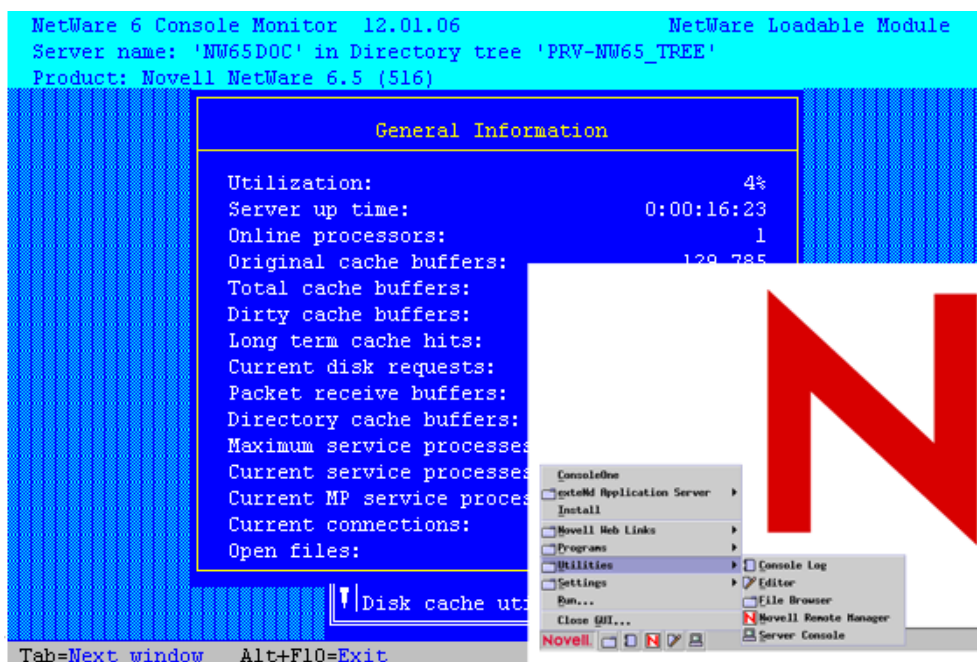 NetWare 6 Console Monitor 12.01.06 NetWare Loadable Module
Server name: 'NW65DOC' in Directory tree 'PRV-NW65_TREE'
Product: Novell NetWare 6.5 (516)
General Information
Utilization: 4%
Server up time: 0:00:16:23
Online processors: 1
Original cache buffers: 129,785
Total cache buffers:
Dirty cache buffers:
Long term cache hits:
Current disk requests:
Packet receive buffers:
Directory cache buffers:
Maximum service processes
Current service processes
Current MP service proces
Current connections:
Open files:
Disk cache uti
Tab=Next window Alt+F10=Exit
N
ConsoleOne
exteNd Application Server
Install
Novell Web Links
Programs
Utilities
Settings
Run...
Close GUI...
Console Log
Editor
File Browser
Novell Remote Manager
Server Console
Novell.
N